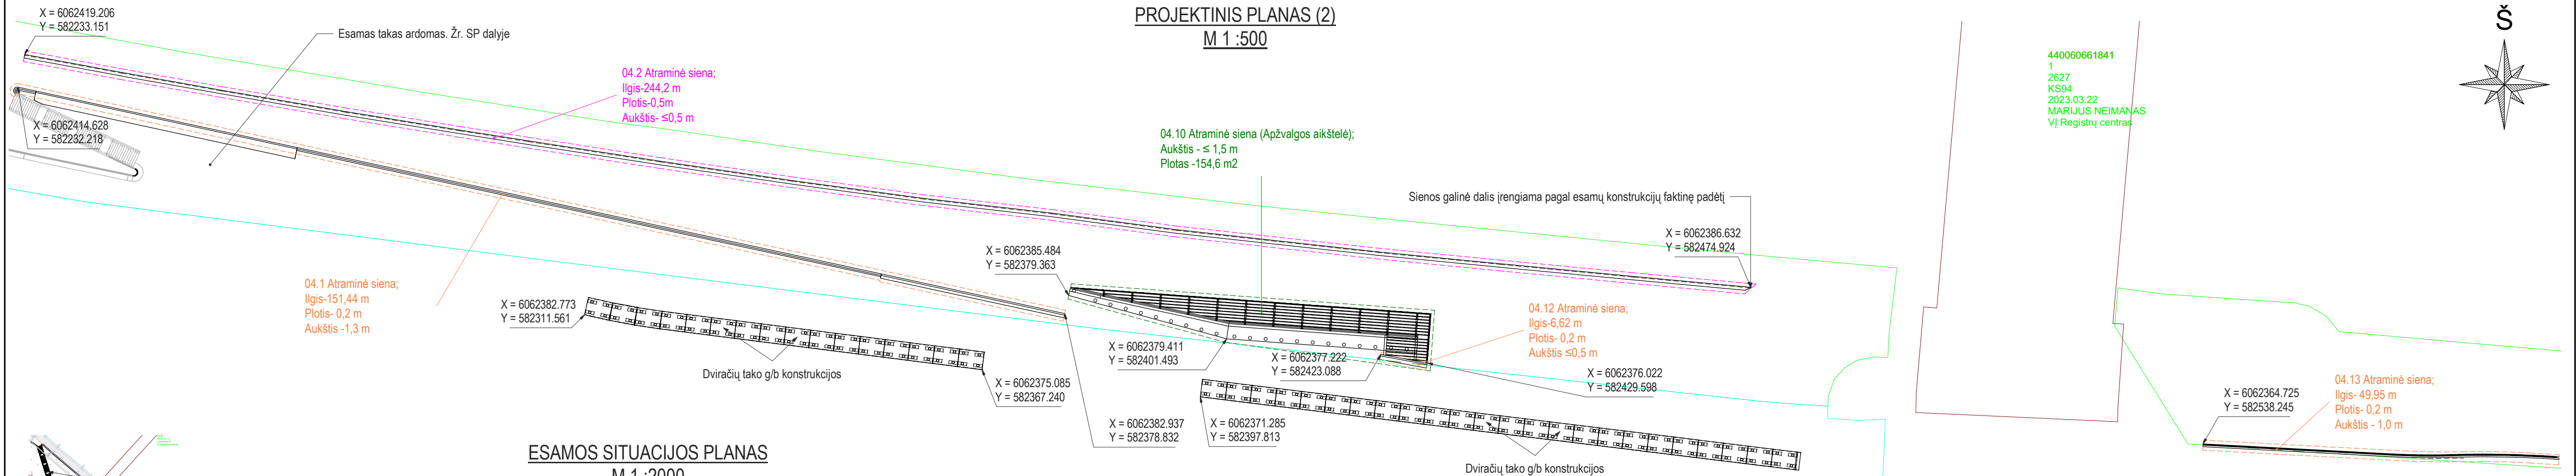 PROJEKTINIS PLANAS (2)
M 1 :500
Š
X = 6062419.206
Y = 582233.151
Esamas takas ardomas. Žr. SP dalyje
04.2 Atraminė siena;
Ilgis-244,2 m
Plotis-0,5m
Aukštis- ≤0,5 m
X = 6062414.628
Y = 582232.218
440060661841
1
2627
KS94
2023.03.22
MARIJUS NEIMANAS
VĮ Registrų centras
04.10 Atraminė siena (Apžvalgos aikštelė);
Aukštis - ≤ 1,5 m
Plotas -154,6 m2
Sienos galinė dalis įrengiama pagal esamų konstrukcijų faktinę padėtį
X = 6062386.632
Y = 582474.924
X = 6062385.484
Y = 582379.363
04.1 Atraminė siena;
Ilgis-151,44 m
Plotis- 0,2 m
Aukštis -1,3 m
X = 6062382.773
Y = 582311.561
04.12 Atraminė siena;
Ilgis-6,62 m
Plotis- 0,2 m
Aukštis ≤0,5 m
X = 6062379.411
Y = 582401.493
X = 6062377.222
Y = 582423.088
Dviračių tako g/b konstrukcijos
X = 6062375.085
Y = 582367.240
X = 6062376.022
Y = 582429.598
04.13 Atraminė siena;
Ilgis- 49,95 m
Plotis- 0,2 m
Aukštis - 1,0 m
X = 6062364.725
Y = 582538.245
X = 6062382.937
Y = 582378.832
X = 6062371.285
Y = 582397.813
ESAMOS SITUACIJOS PLANAS
M 1 :2000
Dviračių tako g/b konstrukcijos